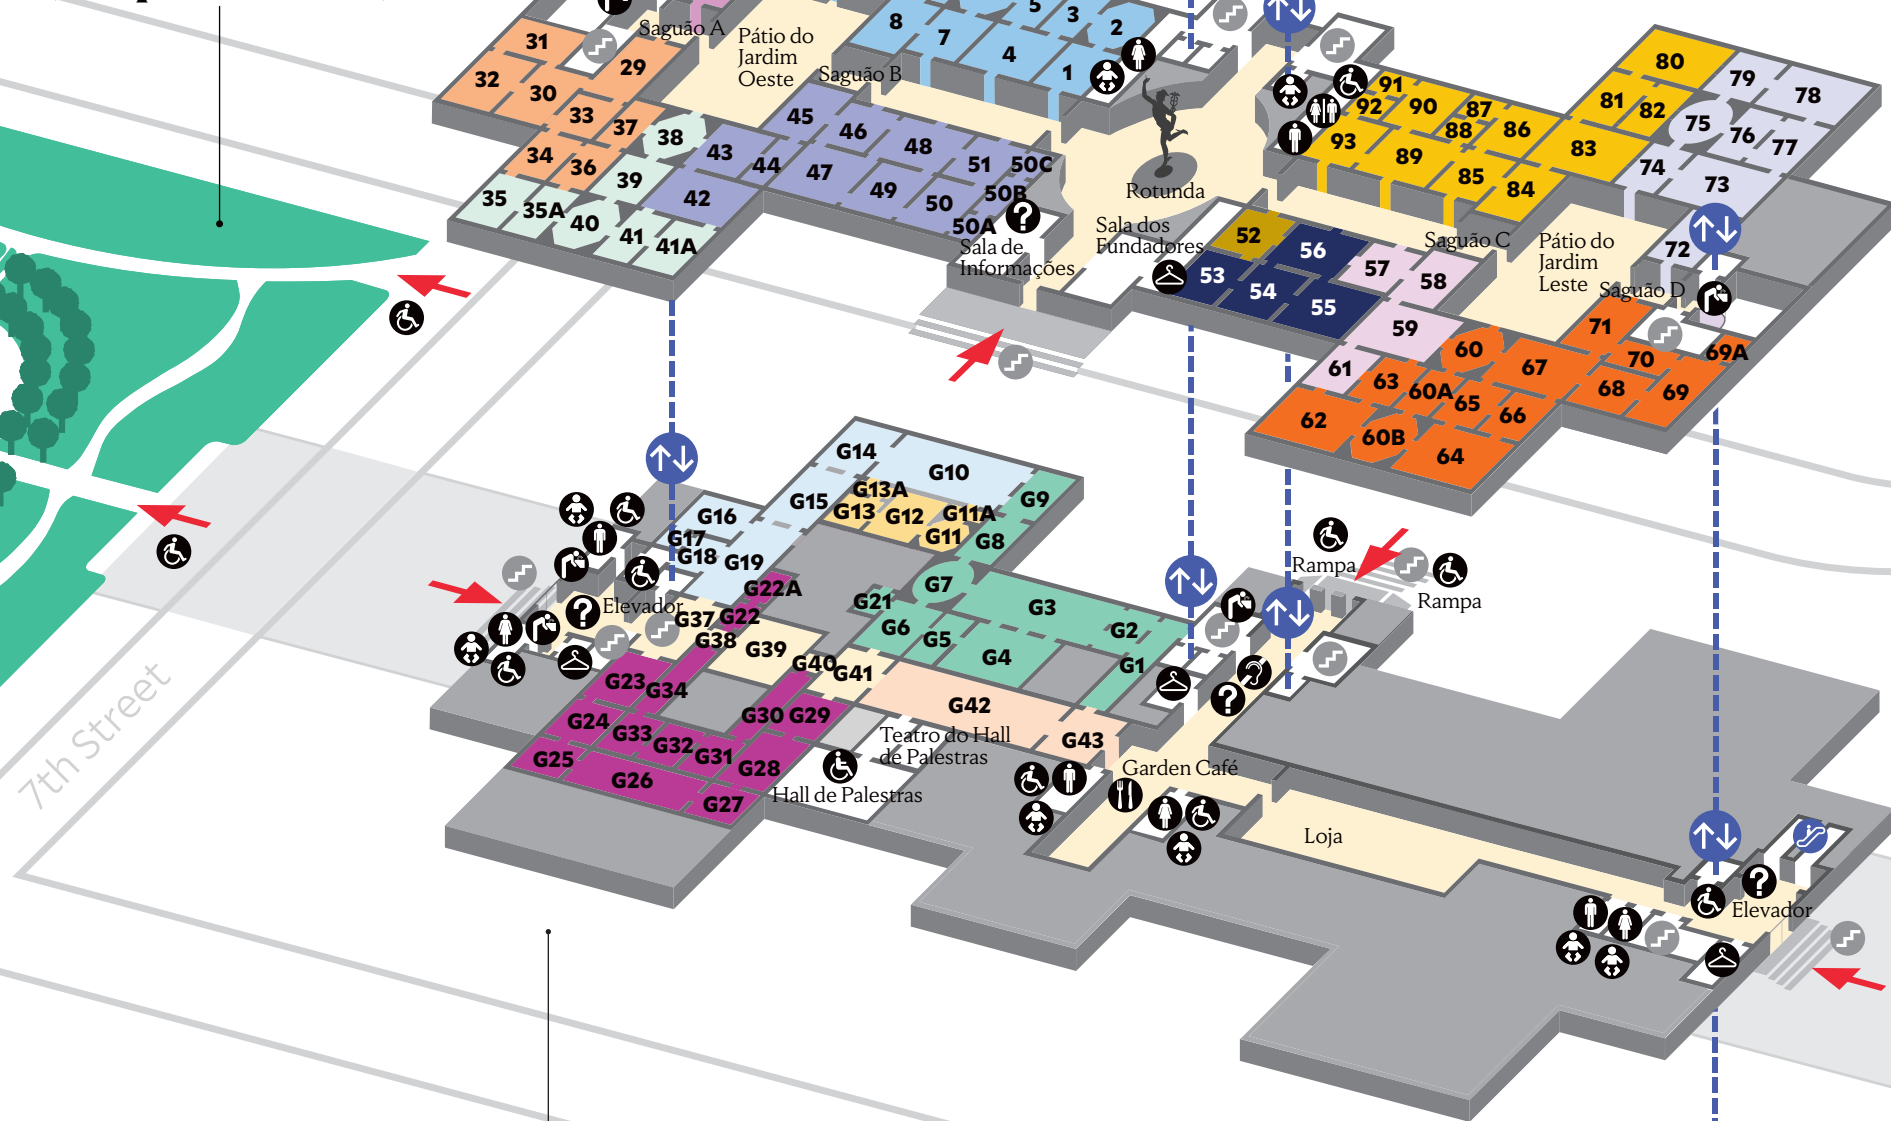 Saguão A
Pátio do
Jardim
Oeste
Saguão B
31
32
30
29
33
37
34
36
38
39
35
35A
40
41
41A
43
44
42
45
46
47
48
49
50
51
50C
50B
50A
8
7
5
4
3
2
1
Rotunda
Sala de
Informações
Sala dos
Fundadores
91
92
90
93
87
88
86
89
85
84
83
80
81
82
79
78
75
76
77
74
73
72
52
53
56
54
55
57
58
59
61
Saguão C
Pátio do
Jardim
Leste
Saguão D
71
70
69A
69
68
67
60
60A
63
65
66
62
60B
64
G14
G10
G15
G13A
G13
G12
G11A
G11
G9
G8
G16
G17
G18
G19
G7
G22A
G22
G21
G6
G5
G4
G3
G2
G1
Elevador
G37
G38
G39
G40
G41
G42
G43
G23
G34
G24
G33
G32
G31
G30
G29
G28
G25
G26
G27
Teatro do Hall
de Palestras
Hall de Palestras
Rampa
Rampa
Garden Café
Loja
Elevador
7th Street